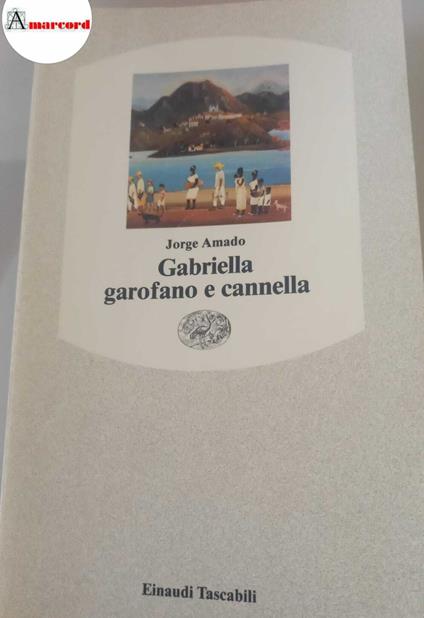 Amarcord
Jorge Amado
Gabriella
garofano e cannella
Einaudi Tascabili